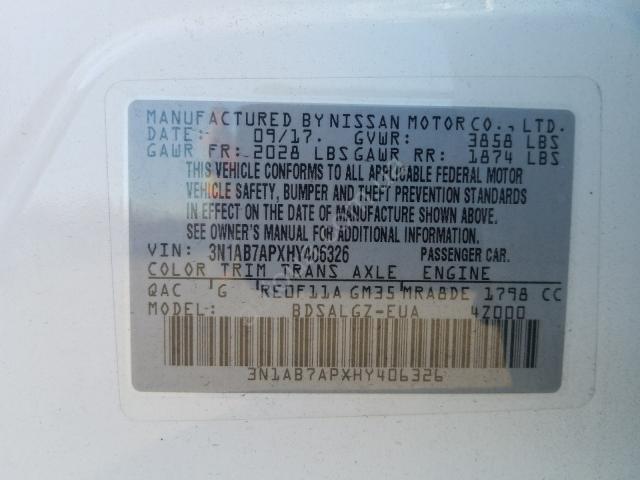 MANUFACTURED BY NISSAN MOTOR CO., LTD.
DATE: 09/17. GVWR: 3858 LBS
GAWR FR: 2028 LBS GAWR RR: 1874 LBS
THIS VEHICLE CONFORMS TO ALL APPLICABLE FEDERAL MOTOR
VEHICLE SAFETY, BUMPER AND THEFT PREVENTION STANDARDS
IN EFFECT ON THE DATE OF MANUFACTURE SHOWN ABOVE.
SEE OWNER'S MANUAL FOR ADDITIONAL INFORMATION.
VIN: 3N1AB7APXHY406326 PASSENGER CAR.
COLOR TRIM TRANS AXLE ENGINE
QAC G RE0F11A GM35 MRA8DE 1798 CC
MODEL: BDSALGZ-EUA 4Z000
3N1AB7APXHY406326